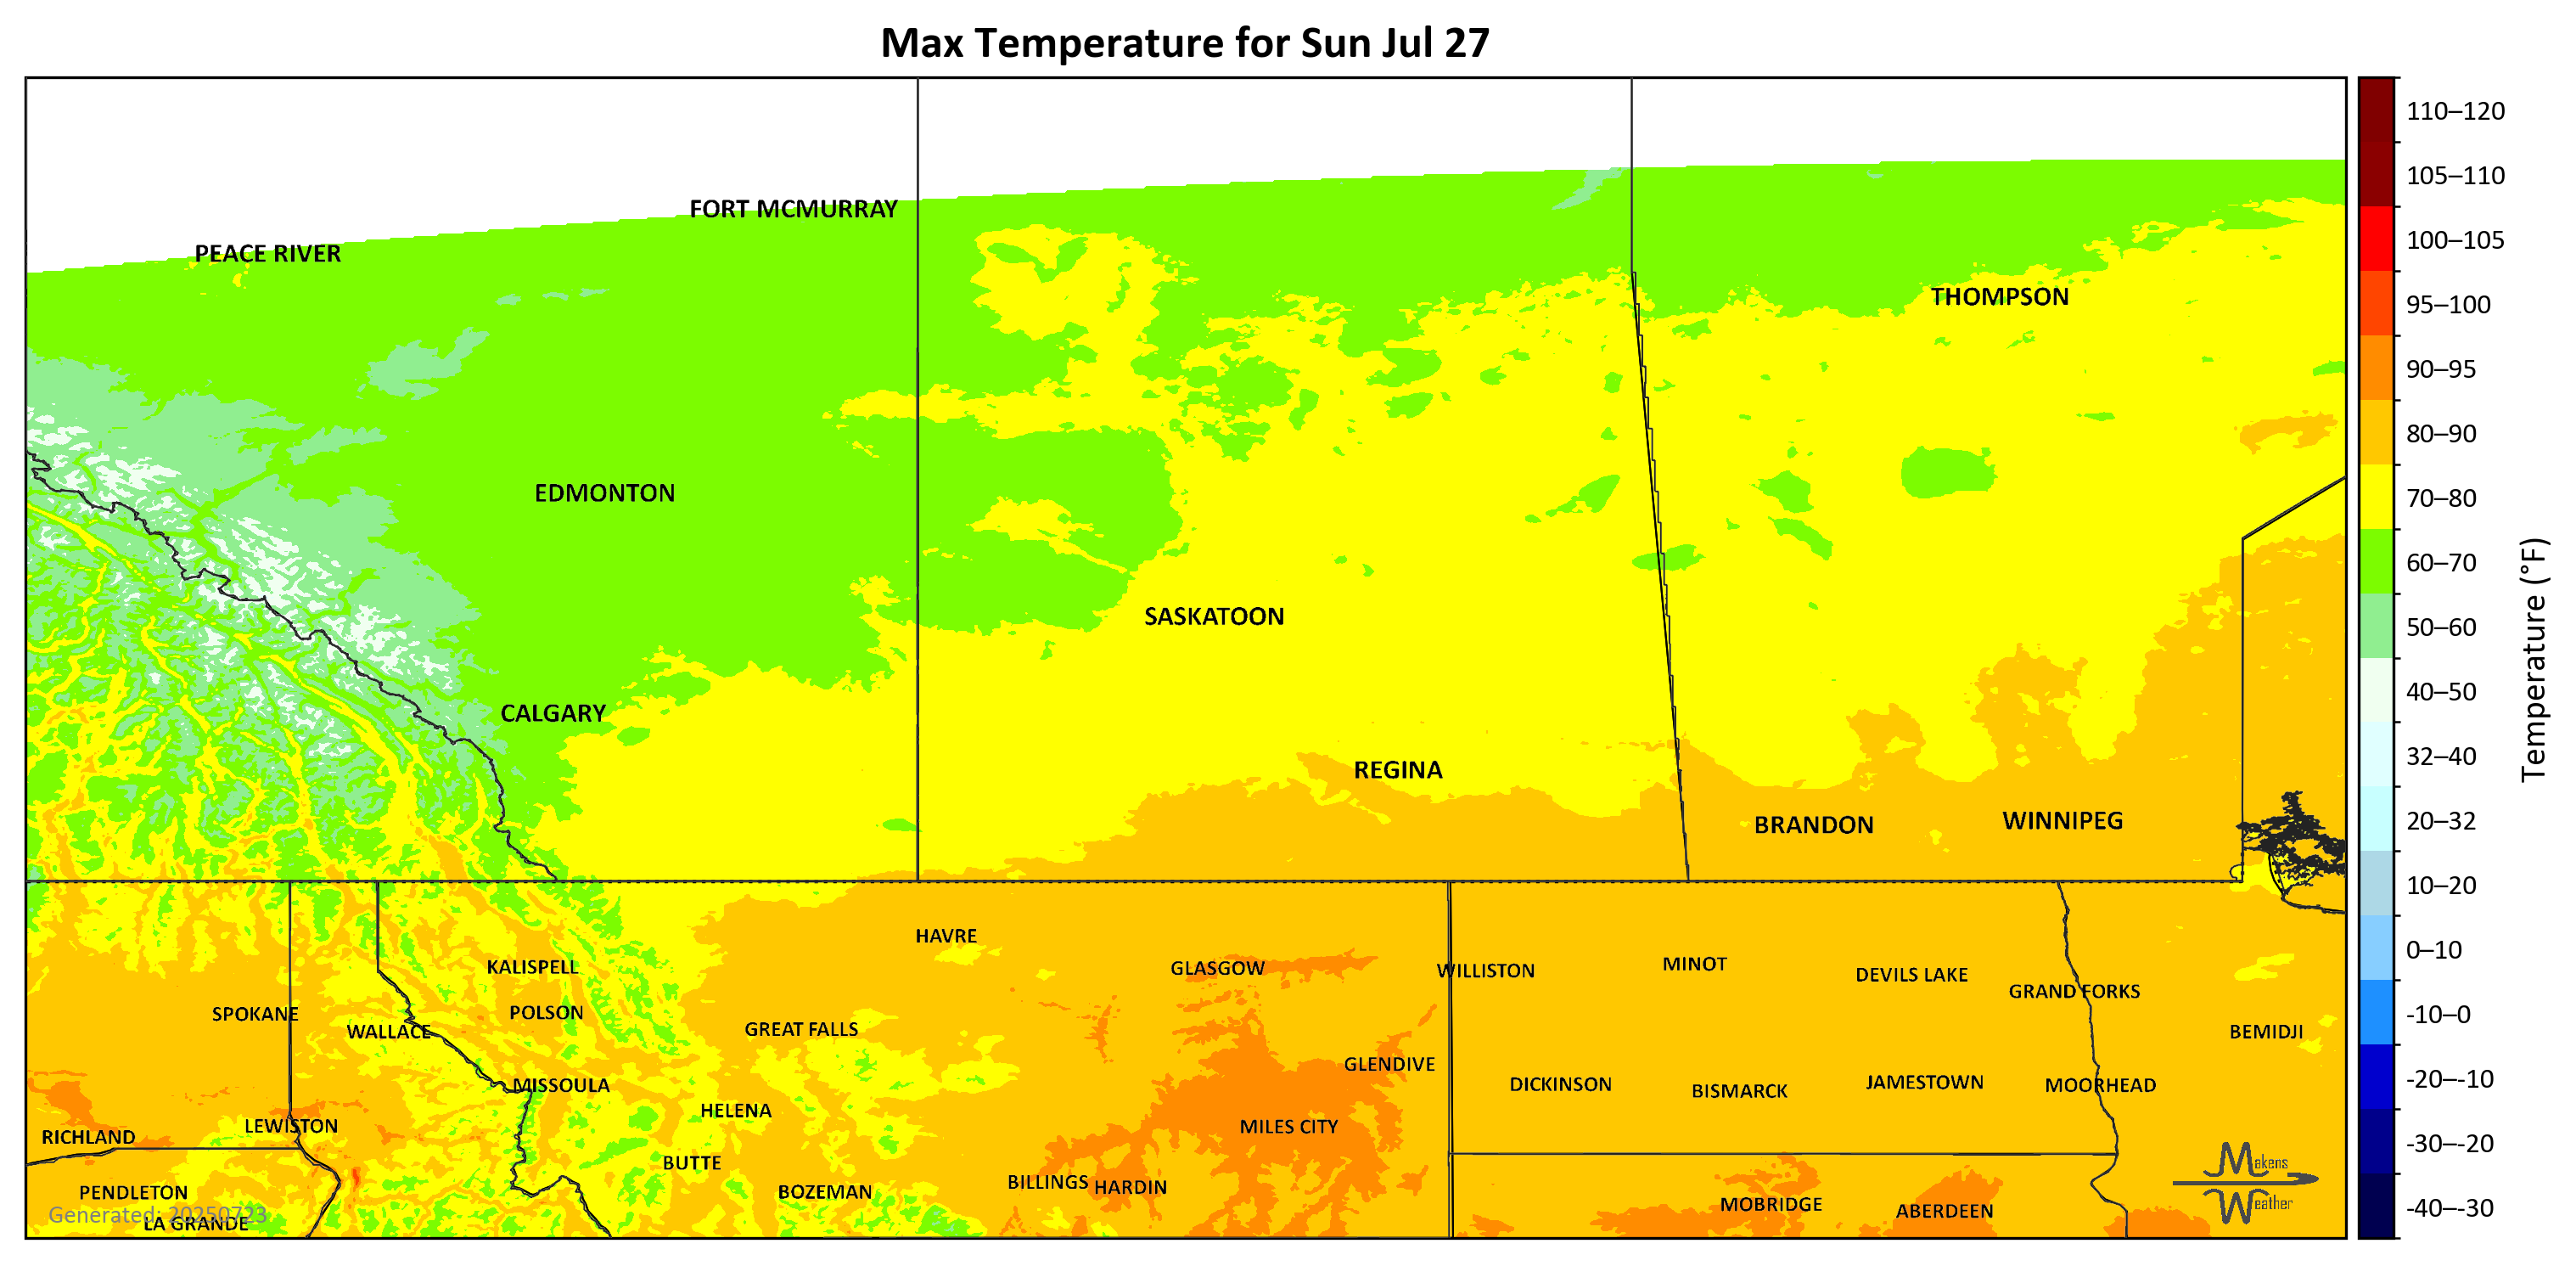 Max Temperature for Sun Jul 27
FORT MCMURRAY
PEACE RIVER
THOMPSON
EDMONTON
SASKATOON
CALGARY
REGINA
BRANDON
WINNIPEG
HAVRE
KALISPELL
GLASGOW
WILLISTON
MINOT
DEVILS LAKE
GRAND FORKS
SPOKANE
POLSON
WALLACE
GREAT FALLS
BEMIDJI
GLENDIVE
MISSOULA
DICKINSON
BISMARCK
JAMESTOWN
MOORHEAD
HELENA
LEWISTON
MILES CITY
RICHLAND
BUTTE
BILLINGS
HARDIN
PENDLETON
BOZEMAN
MOBRIDGE
ABERDEEN
Generated: 20250723
LA GRANDE
Makens
Weather
110–120
105–110
100–105
95–100
90–95
80–90
70–80
60–70
50–60
40–50
32–40
20–32
10–20
0–10
-10–0
-20–-10
-30–-20
-40–-30
Temperature (°F)